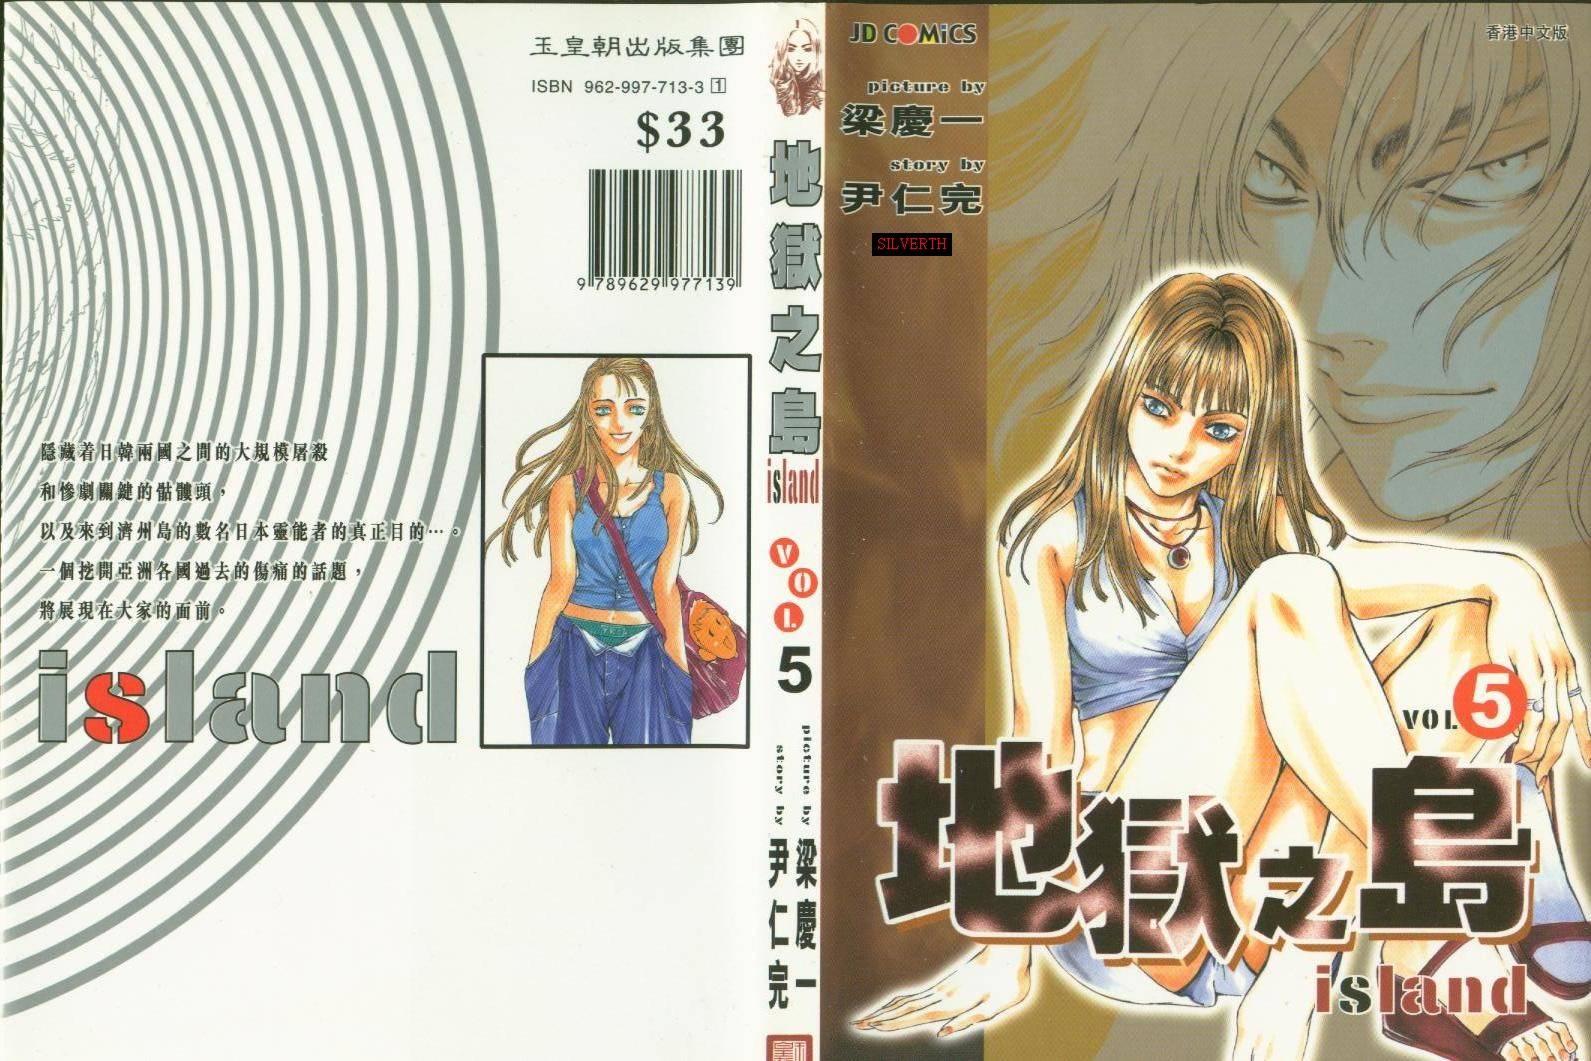 玉皇朝出版集團
ISBN 962-997-713-3 1
$33
9 789629 977139
隱藏着日韓兩國之間的大規模屠殺
和慘劇關鍵的骷髏頭，
以及來到濟州島的數名日本靈能者的真正目的…。
一個挖開亞洲各國過去的傷痛的話題，
將展現在大家的面前。
island
地獄之島
island
VOL
5
picture by 梁慶一
story by 尹仁完
JD COMiCS
picture by
梁慶一
story by
尹仁完
SILVERTH
香港中文版
VOL.5
地獄之島
island